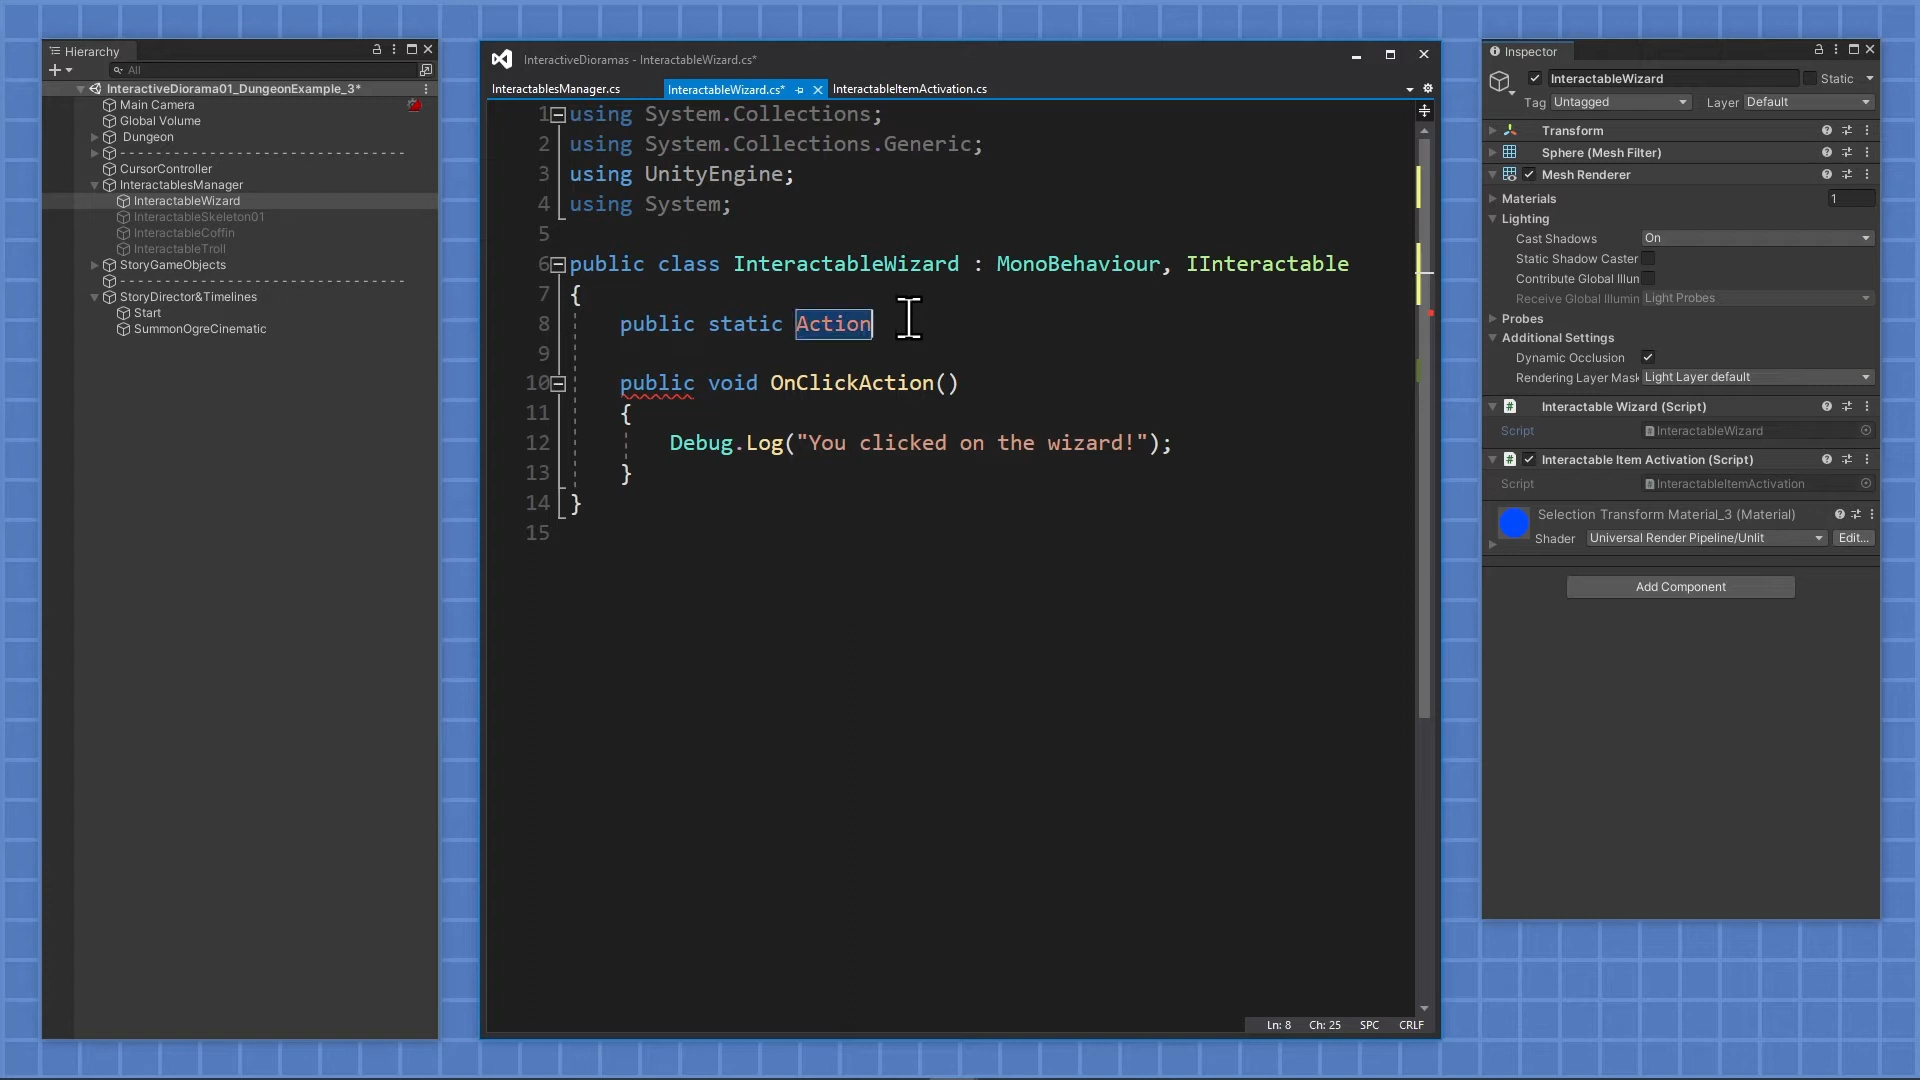 Hierarchy
All
InteractiveDiorama01_DungeonExample_3*
Main Camera
Global Volume
Dungeon
- - - - - - - - - - - - - - - - - - - - - - - - - - - - - - - - - - -
CursorController
InteractablesManager
InteractableWizard
InteractableSkeleton01
InteractableCoffin
InteractableTroll
StoryGameObjects
- - - - - - - - - - - - - - - - - - - - - - - - - - - - - - - - - - -
StoryDirector&Timelines
Start
SummonOgreCinematic
InteractiveDioramas - InteractableWizard.cs*
InteractablesManager.cs InteractableWizard.cs* InteractableItemActivation.cs
1 using System.Collections;
2 using System.Collections.Generic;
3 using UnityEngine;
4 using System;
5
6 public class InteractableWizard : MonoBehaviour, IInteractable
7 {
8 public static Action
9
10 public void OnClickAction()
11 {
12 Debug.Log("You clicked on the wizard!");
13 }
14 }
15
Ln: 8 Ch: 25 SPC CRLF
Inspector
InteractableWizard Static
Tag Untagged Layer Default
Transform
Sphere (Mesh Filter)
Mesh Renderer
Materials 1
Lighting
Cast Shadows On
Static Shadow Caster
Contribute Global Illun
Receive Global Illumin Light Probes
Probes
Additional Settings
Dynamic Occlusion
Rendering Layer Mask Light Layer default
Interactable Wizard (Script)
Script InteractableWizard
Interactable Item Activation (Script)
Script InteractableItemActivation
Selection Transform Material_3 (Material)
Shader Universal Render Pipeline/Unlit Edit...
Add Component